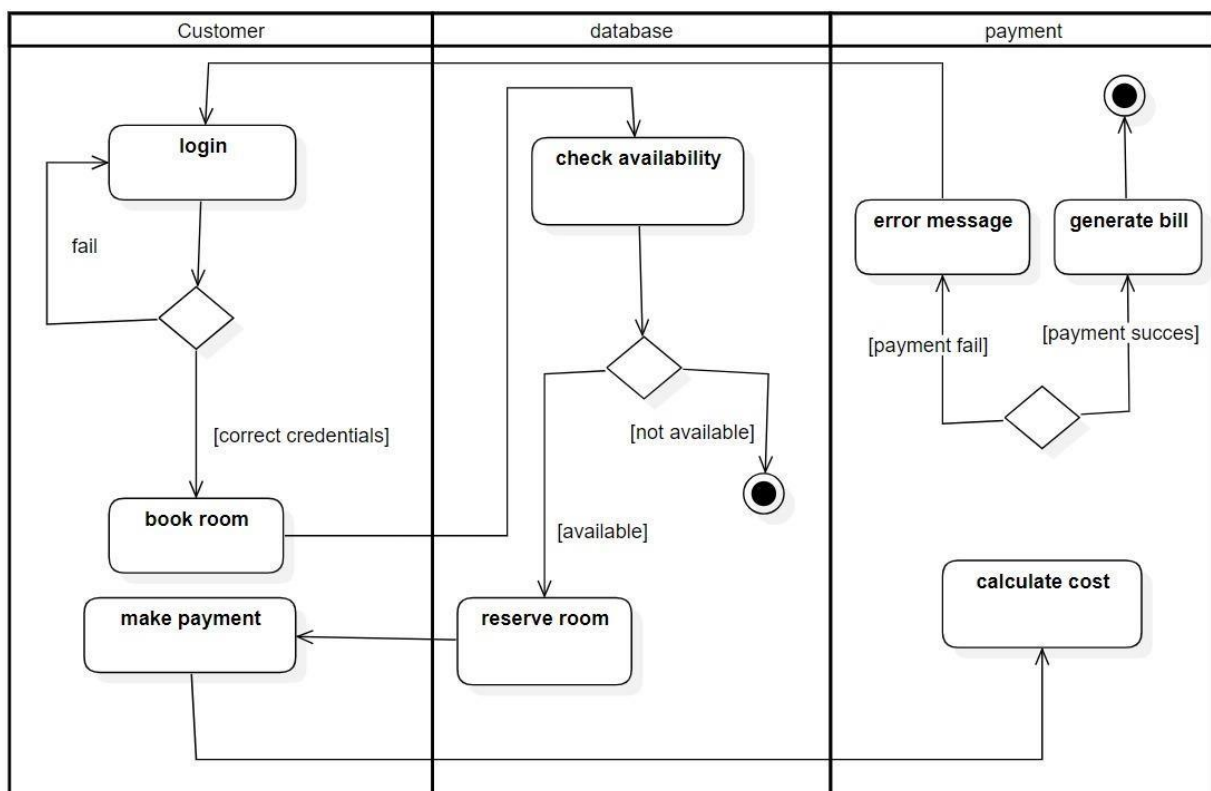 Customer
database
payment
login
check availability
fail
error message
generate bill
[payment fail]
[payment succes]
[correct credentials]
[not available]
book room
[available]
calculate cost
make payment
reserve room